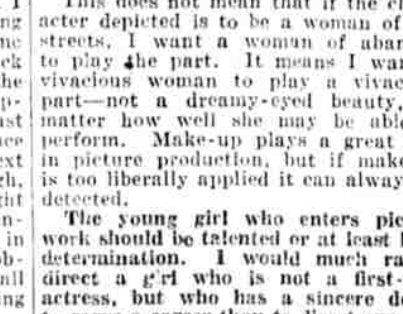 This does not mean that if the
acter depicted is to be a woman of
streets, I want a woman of aban
to play the part. It means I wan
vivacious woman to play a vivac
part—not a dreamy-eyed beauty,
matter how well she may be able
perform. Make-up plays a great
in picture production, but if make
is too liberally applied it can alway
detected.
The young girl who enters pic
work should be talented or at least
determination. I would much ra
direct a girl who is not a first-
actress, but who has a sincere de